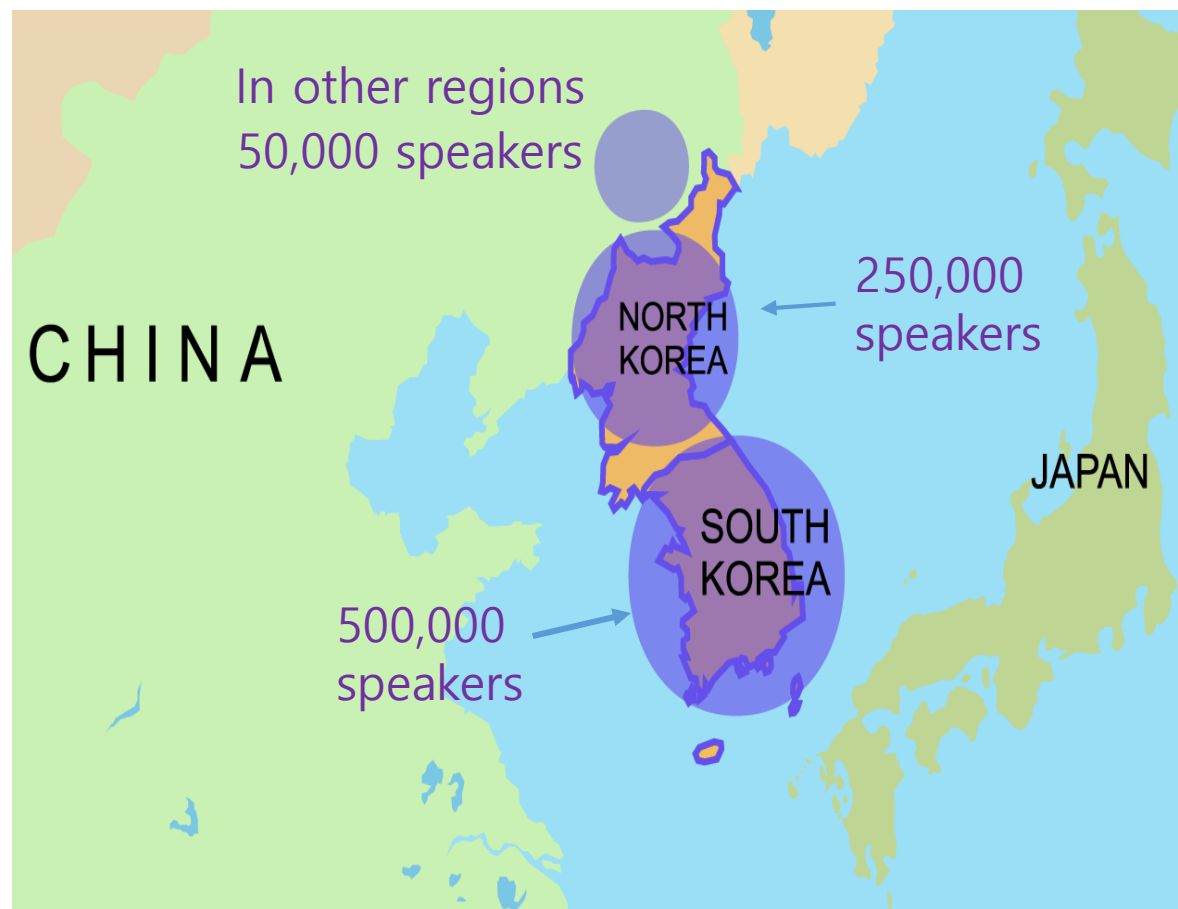 In other regions
50,000 speakers
250,000
speakers
NORTH
KOREA
CHINA
JAPAN
SOUTH
KOREA
500,000
speakers